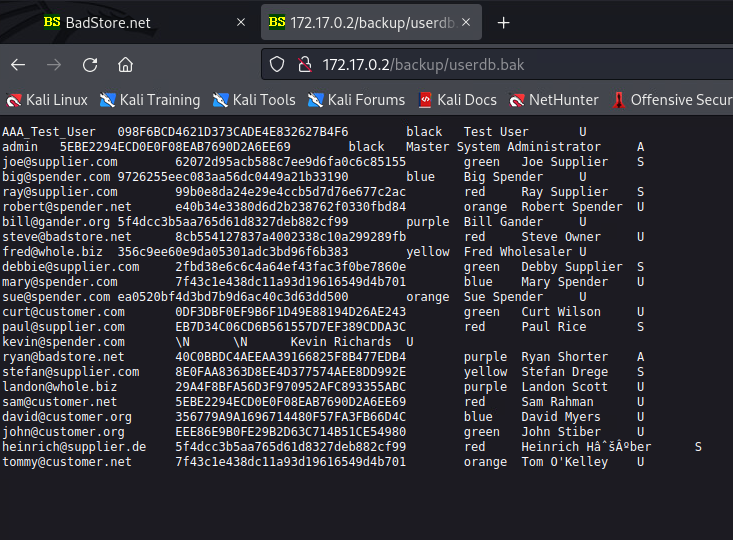 BS BadStore.net × BS 172.17.0.2/backup/userdb × +
172.17.0.2/backup/userdb.bak
Kali Linux Kali Training Kali Tools Kali Forums Kali Docs NetHunter Offensive Secur
AAA_Test_User 098F6BCD4621D373CADE4E832627B4F6 black Test User U
admin 5EBE2294ECD0E0F08EAB7690D2A6EE69 black Master System Administrator A
joe@supplier.com 62072d95acb588c7ee9d6fa0c6c85155 green Joe Supplier S
big@spender.com 9726255eec083aa56dc0449a21b33190 blue Big Spender U
ray@supplier.com 99b0e8da24e29e4ccb5d7d76e677c2ac red Ray Supplier S
robert@spender.net e40b34e3380d6d2b238762f0330fbd84 orange Robert Spender U
bill@gander.org 5f4dcc3b5aa765d61d8327deb882cf99 purple Bill Gander U
steve@badstore.net 8cb554127837a4002338c10a299289fb red Steve Owner U
fred@whole.biz 356c9ee60e9da05301adc3bd96f6b383 yellow Fred Wholesaler U
debbie@supplier.com 2fbd38e6c6c4a64ef43fac3f0be7860e green Debby Supplier S
mary@spender.com 7f43c1e438dc11a93d19616549d4b701 blue Mary Spender U
sue@spender.com ea0520bf4d3bd7b9d6ac40c3d63dd500 orange Sue Spender U
curt@customer.com 0DF3DBF0EF9B6F1D49E88194D26AE243 green Curt Wilson U
paul@supplier.com EB7D34C06CD6B561557D7EF389CDDA3C red Paul Rice S
kevin@spender.com \N \N Kevin Richards U
ryan@badstore.net 40C0BBDC4AEEAA39166825F8B477EDB4 purple Ryan Shorter A
stefan@supplier.com 8E0FAA8363D8EE4D377574AEE8DD992E yellow Stefan Drege S
landon@whole.biz 29A4F8BFA56D3F970952AFC893355ABC purple Landon Scott U
sam@customer.net 5EBE2294ECD0E0F08EAB7690D2A6EE69 red Sam Rahman U
david@customer.org 356779A9A1696714480F57FA3FB66D4C blue David Myers U
john@customer.org EEE86E9B0FE29B2D63C714B51CE54980 green John Stiber U
heinrich@supplier.de 5f4dcc3b5aa765d61d8327deb882cf99 red Heinrich HâˆšÂºber S
tommy@customer.net 7f43c1e438dc11a93d19616549d4b701 orange Tom O'Kelley U